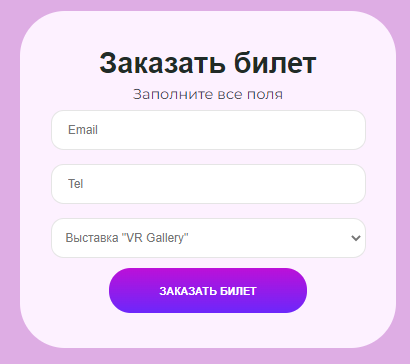 Заказать билет
Заполните все поля
Email
Tel
Выставка "VR Gallery"
ЗАКАЗАТЬ БИЛЕТ